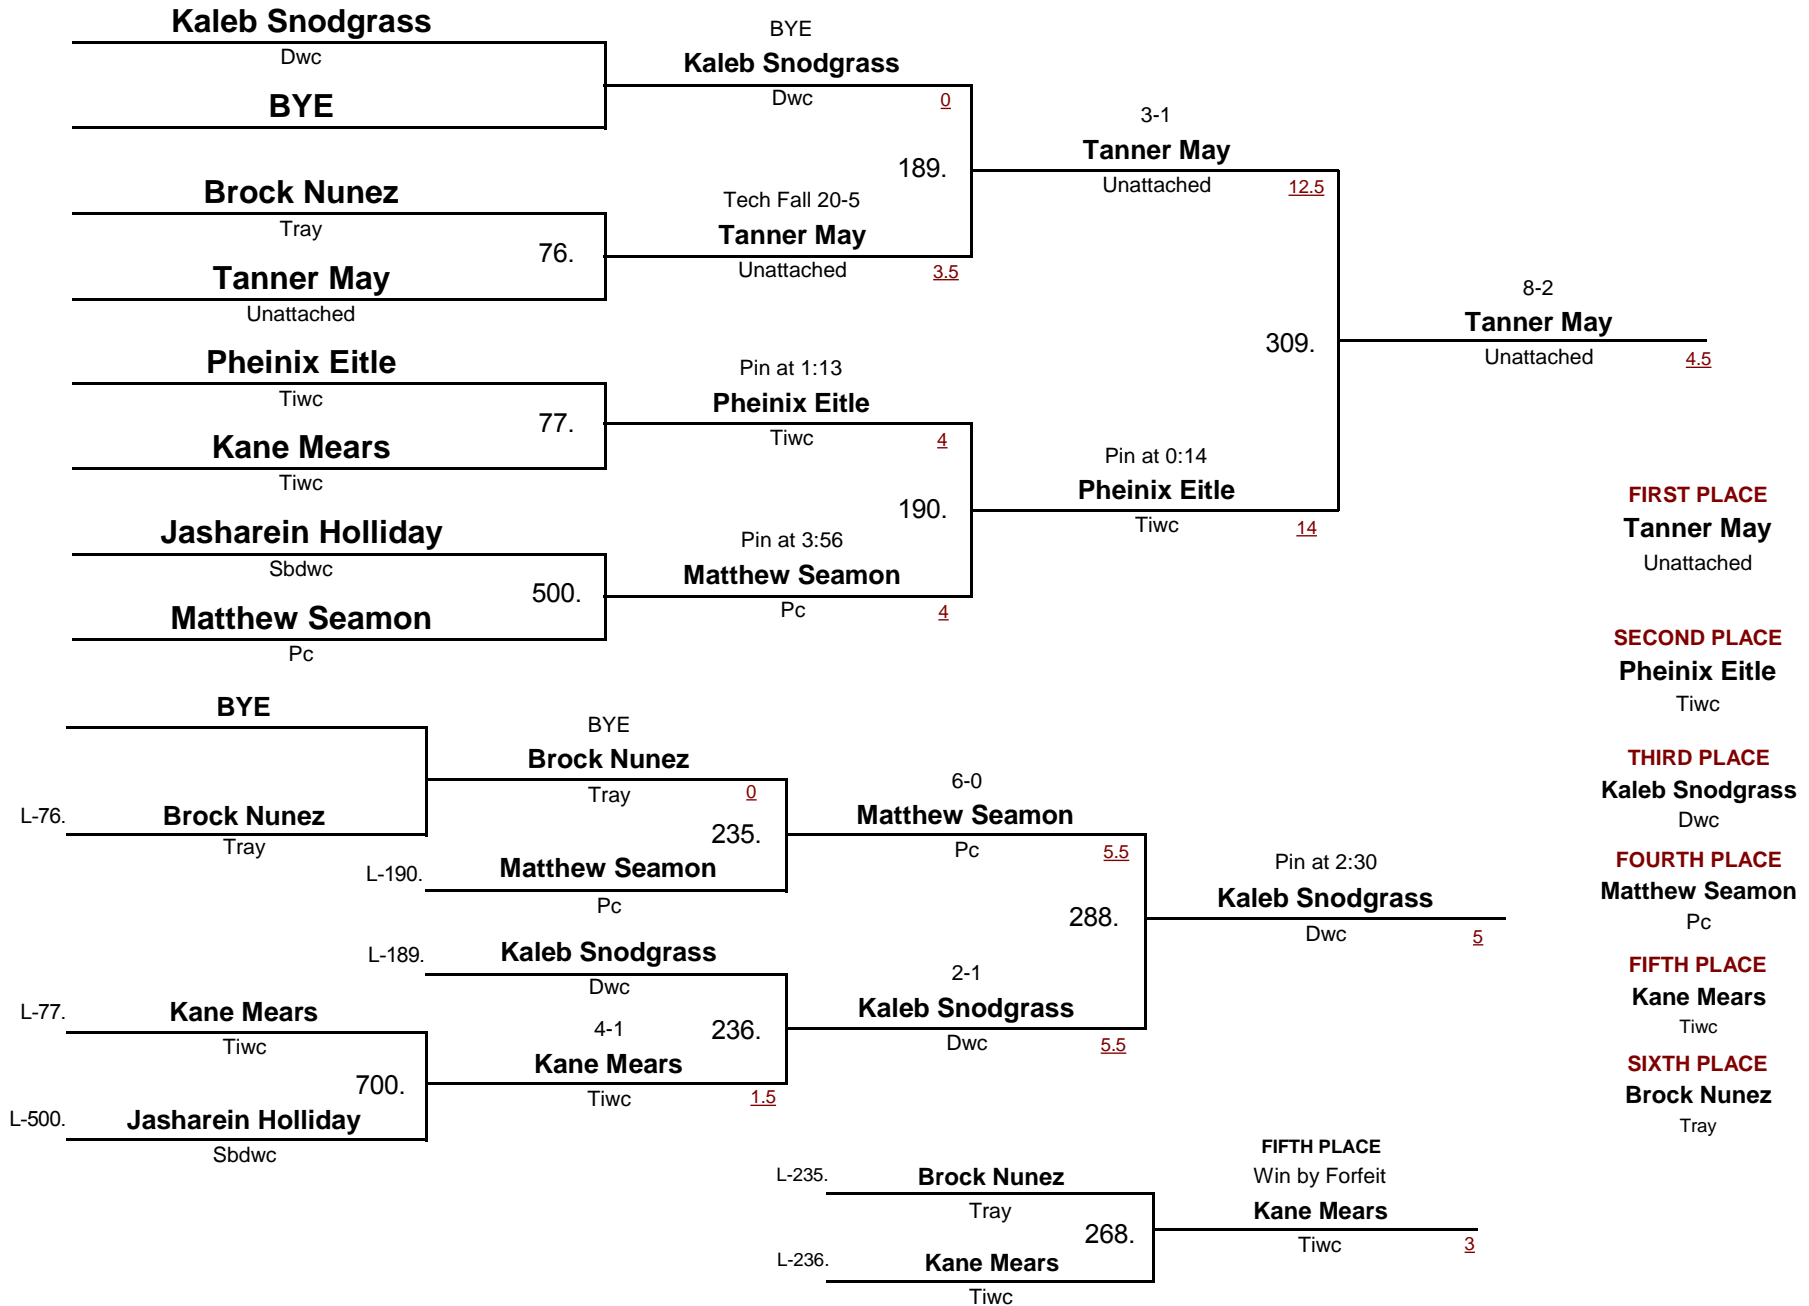 Kaleb Snodgrass
Dwc
BYE
BYE
Kaleb Snodgrass
Dwc
0
189.
3-1
Tanner May
Unattached
12.5
Brock Nunez
Tray
76.
Tanner May
Unattached
Tech Fall 20-5
Tanner May
Unattached
3.5
Pheinix Eitle
Tiwc
77.
Kane Mears
Tiwc
Pin at 1:13
Pheinix Eitle
Tiwc
4
309.
8-2
Tanner May
Unattached
4.5
Jasharein Holliday
Sbdwc
500.
Matthew Seamon
Pc
190.
Pin at 3:56
Matthew Seamon
Pc
4
Pin at 0:14
Pheinix Eitle
Tiwc
14
FIRST PLACE
Tanner May
Unattached
SECOND PLACE
Pheinix Eitle
Tiwc
THIRD PLACE
Kaleb Snodgrass
Dwc
FOURTH PLACE
Matthew Seamon
Pc
FIFTH PLACE
Kane Mears
Tiwc
SIXTH PLACE
Brock Nunez
Tray
BYE
L-76.
Brock Nunez
Tray
BYE
Brock Nunez
Tray
0
235.
L-190.
Matthew Seamon
Pc
6-0
Matthew Seamon
Pc
5.5
288.
Pin at 2:30
Kaleb Snodgrass
Dwc
5
L-189.
Kaleb Snodgrass
Dwc
236.
2-1
Kaleb Snodgrass
Dwc
5.5
L-77.
Kane Mears
Tiwc
700.
4-1
Kane Mears
Tiwc
1.5
L-500.
Jasharein Holliday
Sbdwc
L-235.
Brock Nunez
Tray
268.
L-236.
Kane Mears
Tiwc
FIFTH PLACE
Win by Forfeit
Kane Mears
Tiwc
3